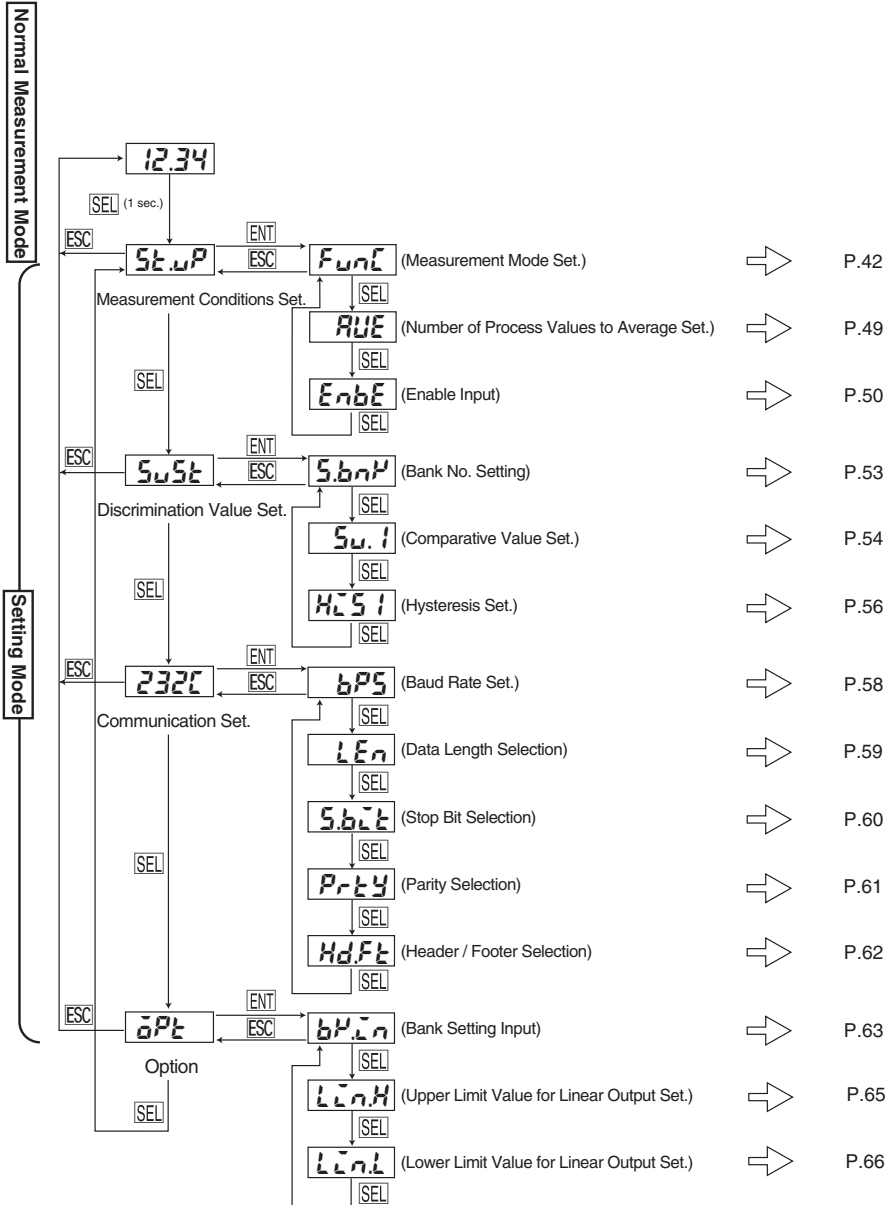 Normal Measurement Mode
12.34
SEL (1 sec.)
ESC St.uP ENT ESC FunC (Measurement Mode Set.) P.42
Measurement Conditions Set.
SEL
AVE (Number of Process Values to Average Set.) P.49
SEL
SEL
EnbE (Enable Input) P.50
SEL
ESC SvSt ENT ESC S.bnK (Bank No. Setting) P.53
Discrimination Value Set.
SEL
Sv. 1 (Comparative Value Set.) P.54
SEL
SEL
HiS 1 (Hysteresis Set.) P.56
SEL
Setting Mode
ESC 232C ENT ESC bPS (Baud Rate Set.) P.58
Communication Set.
SEL
LEn (Data Length Selection) P.59
SEL
S.bit (Stop Bit Selection) P.60
SEL
SEL
PrtY (Parity Selection) P.61
SEL
Hd.Ft (Header / Footer Selection) P.62
SEL
ESC oPt ENT ESC bK.in (Bank Setting Input) P.63
Option
SEL
SEL
Lin.H (Upper Limit Value for Linear Output Set.) P.65
SEL
Lin.L (Lower Limit Value for Linear Output Set.) P.66
SEL